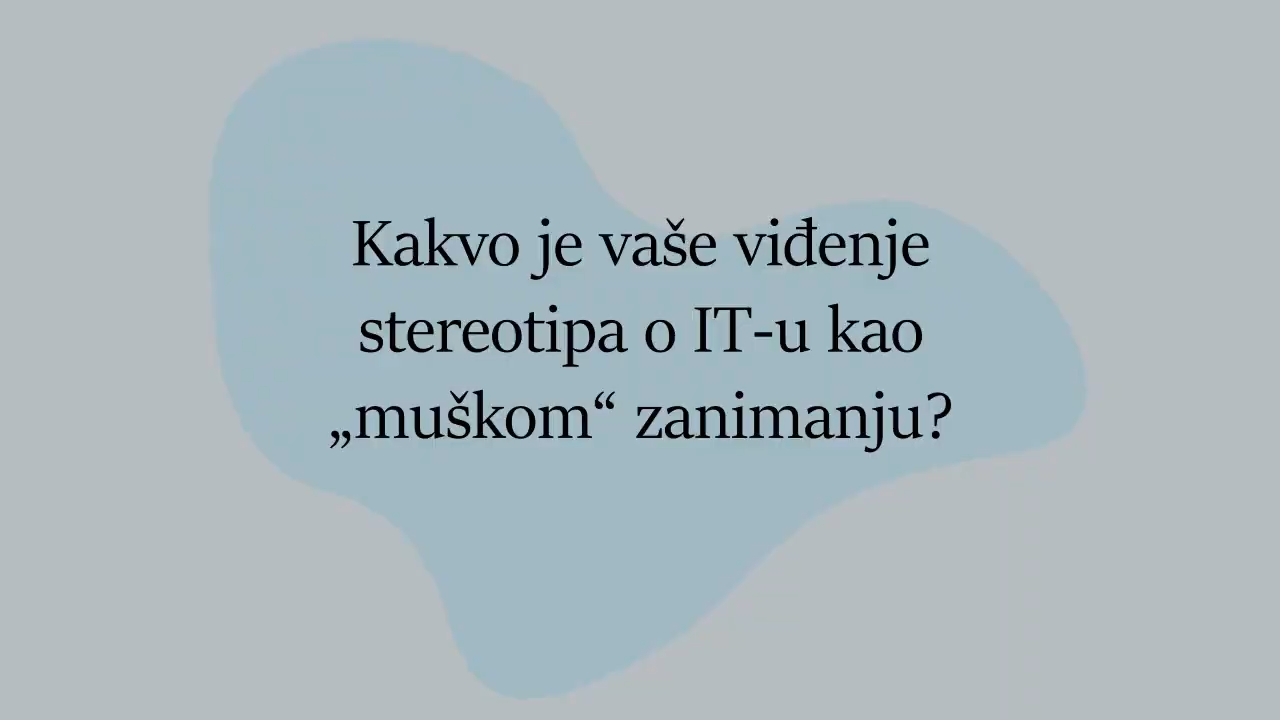 Kakvo je vaše viđenje
stereotipa o IT-u kao
„muškom“ zanimanju?